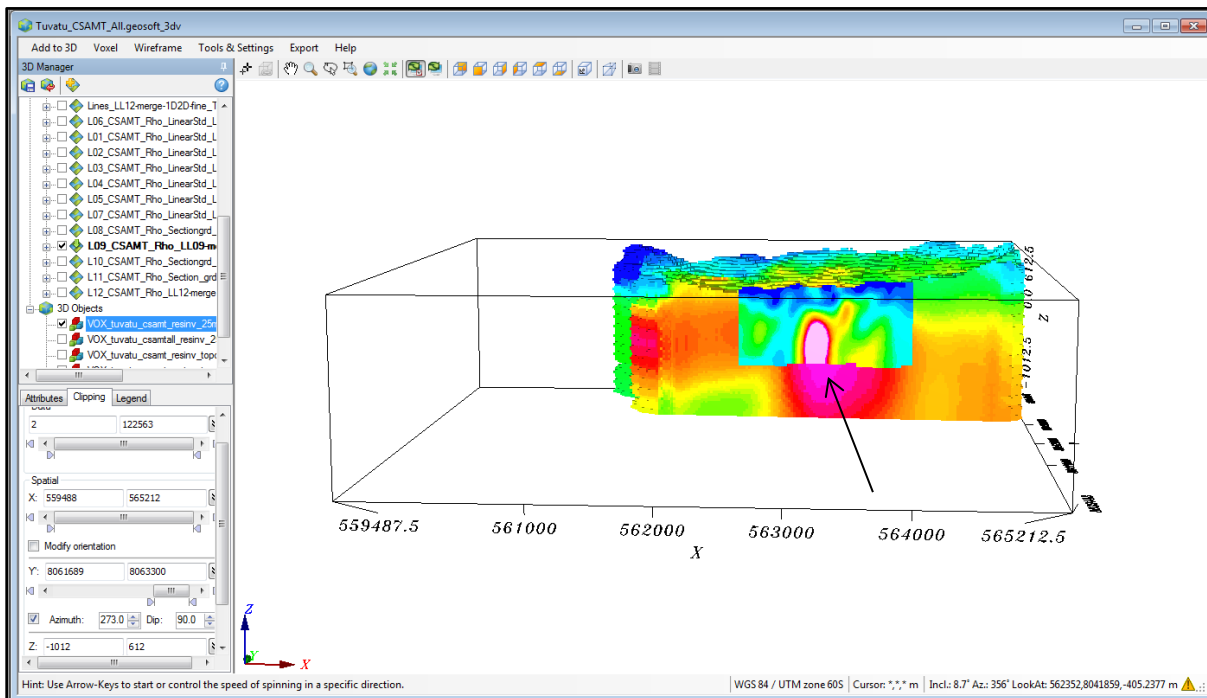 Tuvatu_CSAMT_All.geosoft_3dv
Add to 3D Voxel Wireframe Tools & Settings Export Help
3D Manager
Lines_LL12-merge-1D2D-fine_T
L06_CSAMT_Rho_LinearStd_L
L01_CSAMT_Rho_LinearStd_L
L02_CSAMT_Rho_LinearStd_L
L03_CSAMT_Rho_LinearStd_L
L04_CSAMT_Rho_LinearStd_L
L05_CSAMT_Rho_LinearStd_L
L07_CSAMT_Rho_LinearStd_L
L08_CSAMT_Rho_Sectiongrd_
L09_CSAMT_Rho_LL09-m
L10_CSAMT_Rho_Sectiongrd_
L11_CSAMT_Rho_Section_grd
L12_CSAMT_Rho_LL12-merge
3D Objects
VOX_tuvatu_csamt_resinv_25m
VOX_tuvatu_csamtall_resinv_2
VOX_tuvatu_csamt_resinv_topo
Attributes Clipping Legend
Data
2 122563
Spatial
X: 559488 565212
Modify orientation
Y': 8061689 8063300
Azimuth: 273.0 Dip: 90.0
Z: -1012 612
612.5
0.0
Z
-1012.5
559487.5 561000 562000 563000 564000 565212.5
X
Z
Y
X
Hint: Use Arrow-Keys to start or control the speed of spinning in a specific direction.
WGS 84 / UTM zone 60S Cursor: *,*,* m Incl.: 8.7° Az.: 356° LookAt: 562352,8041859,-405.2377 m